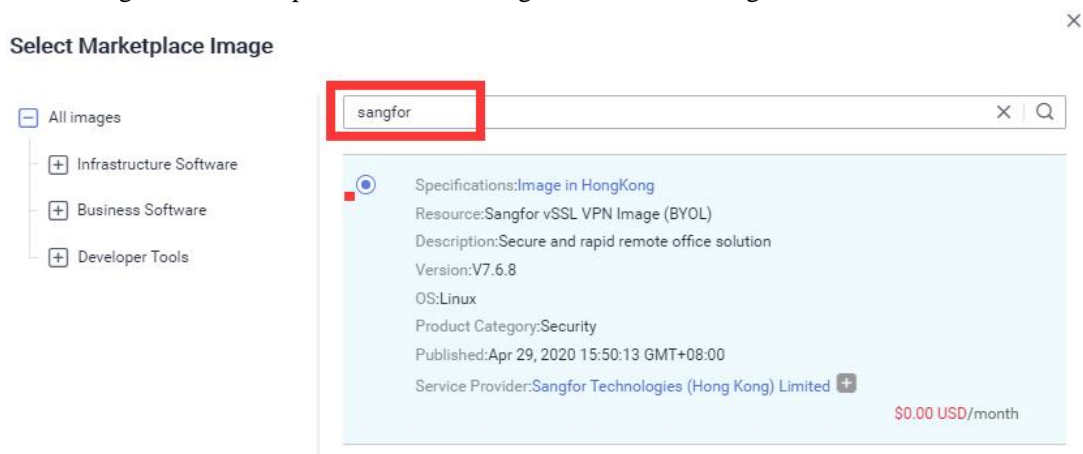 Select Marketplace Image
All images
Infrastructure Software
Business Software
Developer Tools
sangfor
Specifications:Image in HongKong
Resource:Sangfor vSSL VPN Image (BYOL)
Description:Secure and rapid remote office solution
Version:V7.6.8
OS:Linux
Product Category:Security
Published:Apr 29, 2020 15:50:13 GMT+08:00
Service Provider:Sangfor Technologies (Hong Kong) Limited
$0.00 USD/month